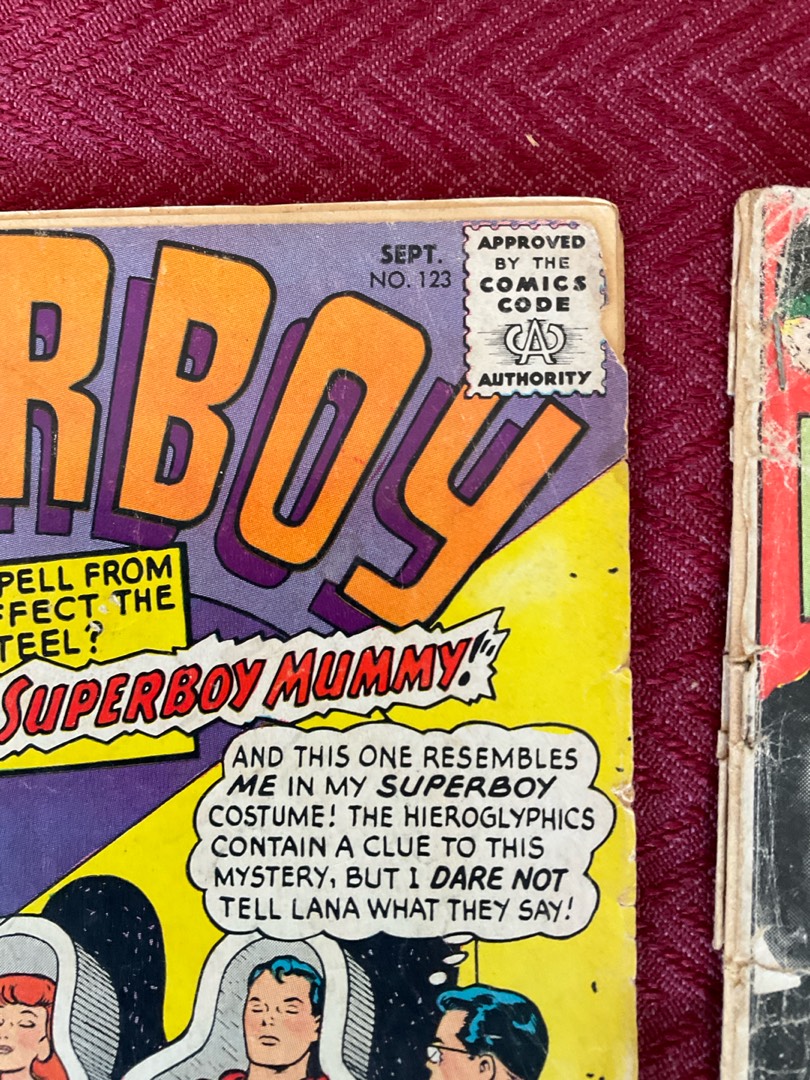 SEPT.
NO. 123
APPROVED
BY THE
COMICS
CODE
CA
AUTHORITY
RBOY
PELL FROM
FFECT THE
TEEL?
SUPERBOY MUMMY!"
AND THIS ONE RESEMBLES
ME IN MY SUPERBOY
COSTUME! THE HIEROGLYPHICS
CONTAIN A CLUE TO THIS
MYSTERY, BUT I DARE NOT
TELL LANA WHAT THEY SAY!